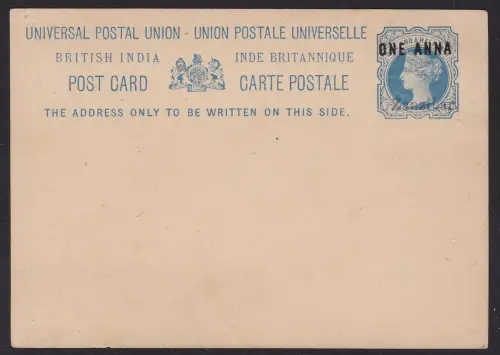 UNIVERSAL POSTAL UNION - UNION POSTALE UNIVERSELLE
BRITISH INDIA INDE BRITANNIQUE
POST CARD CARTE POSTALE
THE ADDRESS ONLY TO BE WRITTEN ON THIS SIDE.
ONE ANNA
Zanzibar